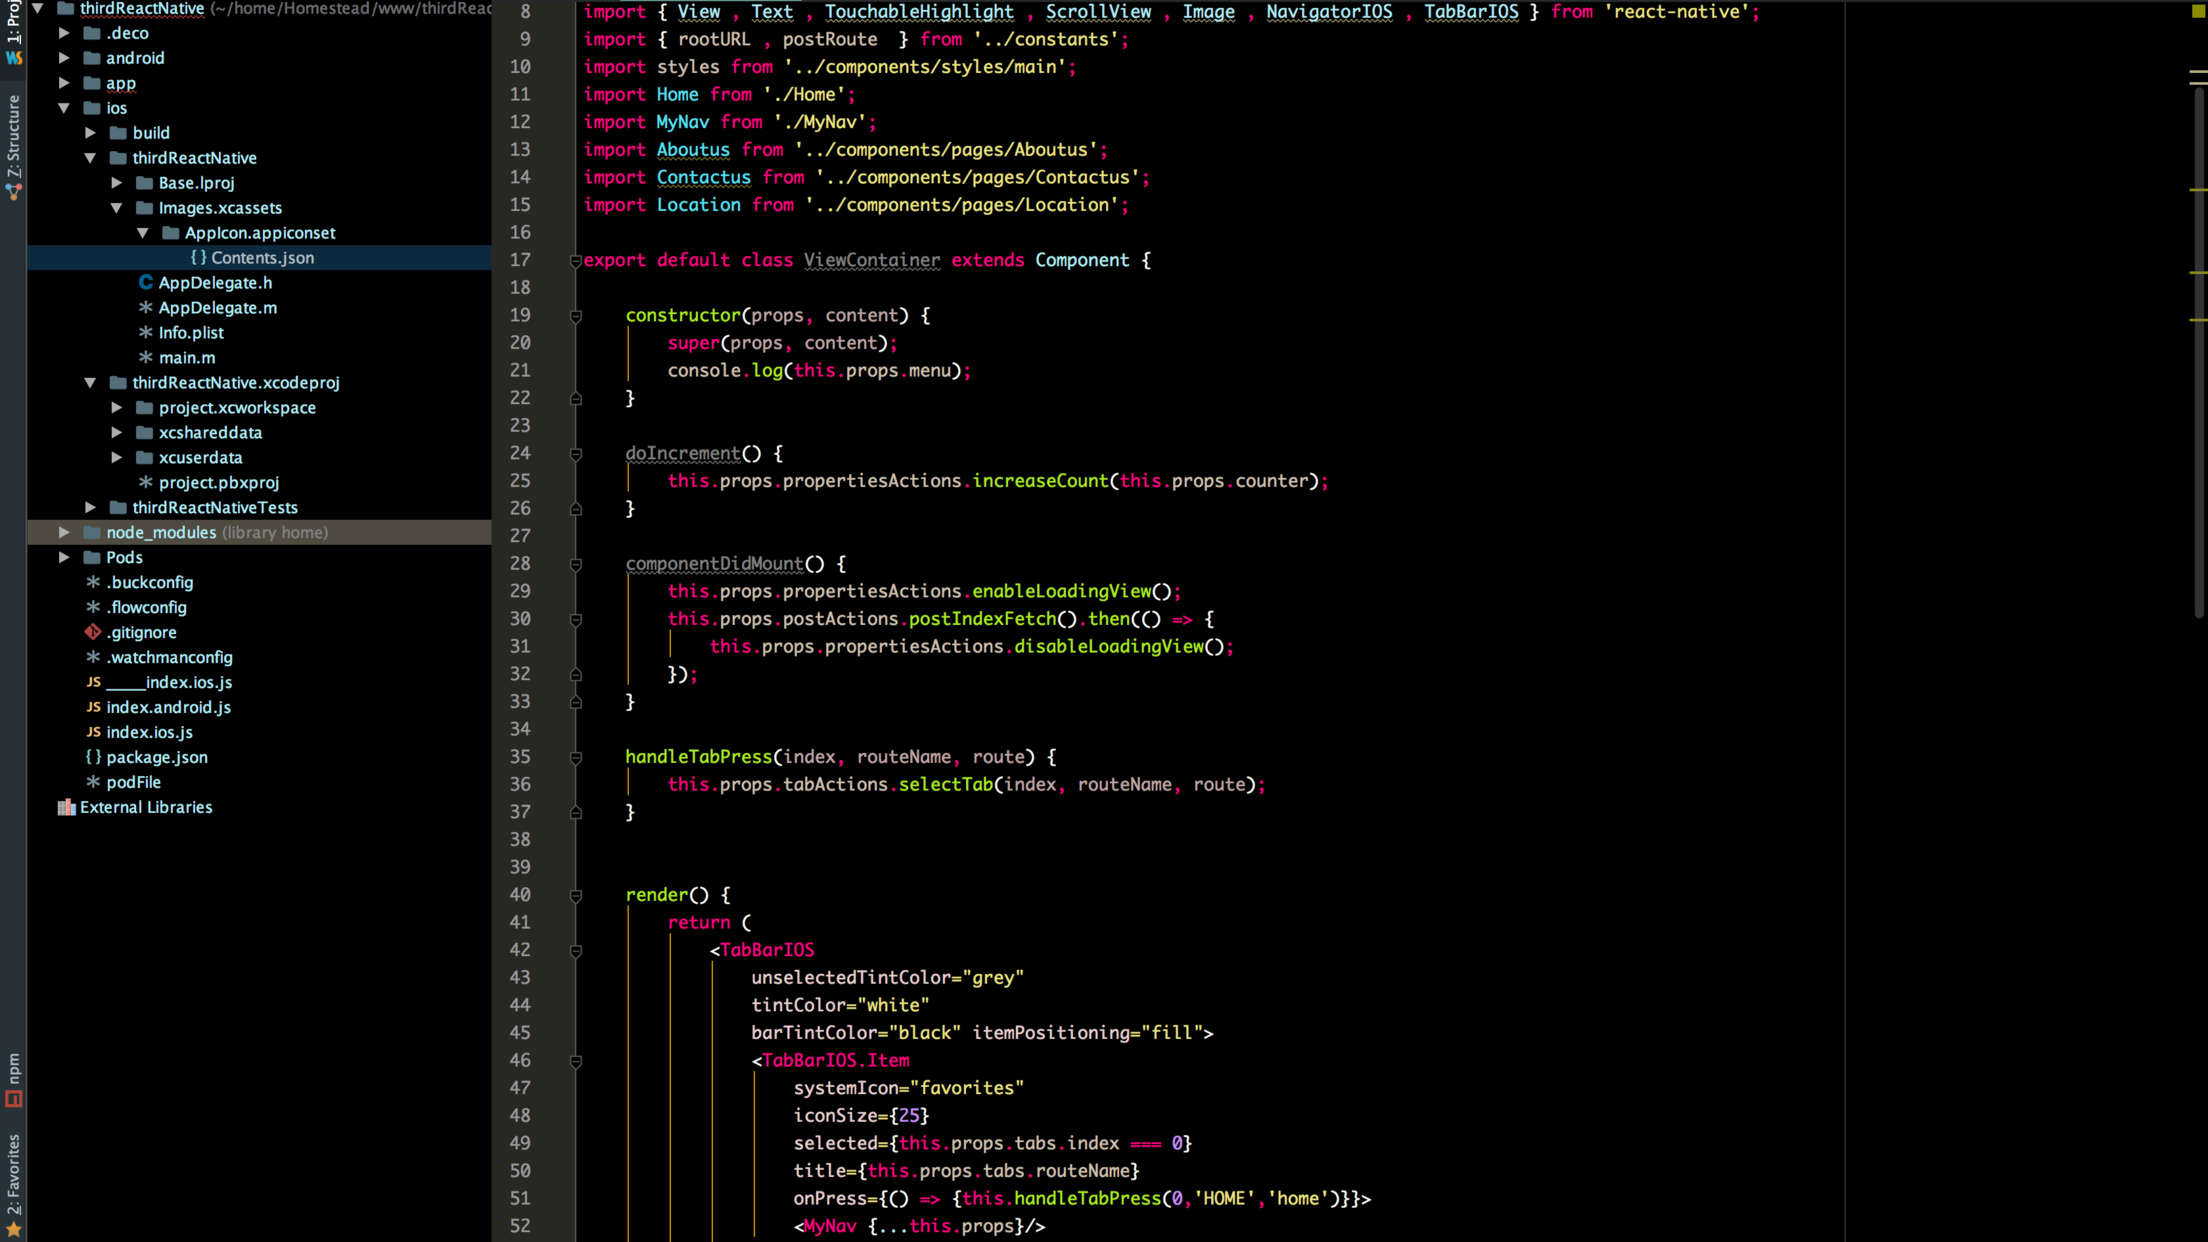 1: Proj
Z: Structure
npm
2: Favorites
thirdReactNative (~/home/Homestead/www/thirdReac
.deco
android
app
ios
build
thirdReactNative
Base.lproj
Images.xcassets
AppIcon.appiconset
{} Contents.json
AppDelegate.h
AppDelegate.m
Info.plist
main.m
thirdReactNative.xcodeproj
project.xcworkspace
xcshareddata
xcuserdata
project.pbxproj
thirdReactNativeTests
node_modules (library home)
Pods
.buckconfig
.flowconfig
.gitignore
.watchmanconfig
JS ____index.ios.js
JS index.android.js
JS index.ios.js
{} package.json
podFile
External Libraries
8 import { View , Text , TouchableHighlight , ScrollView , Image , NavigatorIOS , TabBarIOS } from 'react-native';
9 import { rootURL , postRoute  } from '../constants';
10 import styles from '../components/styles/main';
11 import Home from './Home';
12 import MyNav from './MyNav';
13 import Aboutus from '../components/pages/Aboutus';
14 import Contactus from '../components/pages/Contactus';
15 import Location from '../components/pages/Location';
16
17 export default class ViewContainer extends Component {
18
19     constructor(props, content) {
20         super(props, content);
21         console.log(this.props.menu);
22     }
23
24     doIncrement() {
25         this.props.propertiesActions.increaseCount(this.props.counter);
26     }
27
28     componentDidMount() {
29         this.props.propertiesActions.enableLoadingView();
30         this.props.postActions.postIndexFetch().then(() => {
31             this.props.propertiesActions.disableLoadingView();
32         });
33     }
34
35     handleTabPress(index, routeName, route) {
36         this.props.tabActions.selectTab(index, routeName, route);
37     }
38
39
40     render() {
41         return (
42             <TabBarIOS
43                 unselectedTintColor="grey"
44                 tintColor="white"
45                 barTintColor="black" itemPositioning="fill">
46                 <TabBarIOS.Item
47                     systemIcon="favorites"
48                     iconSize={25}
49                     selected={this.props.tabs.index === 0}
50                     title={this.props.tabs.routeName}
51                     onPress={() => {this.handleTabPress(0,'HOME','home')}}>
52                     <MyNav {...this.props}/>